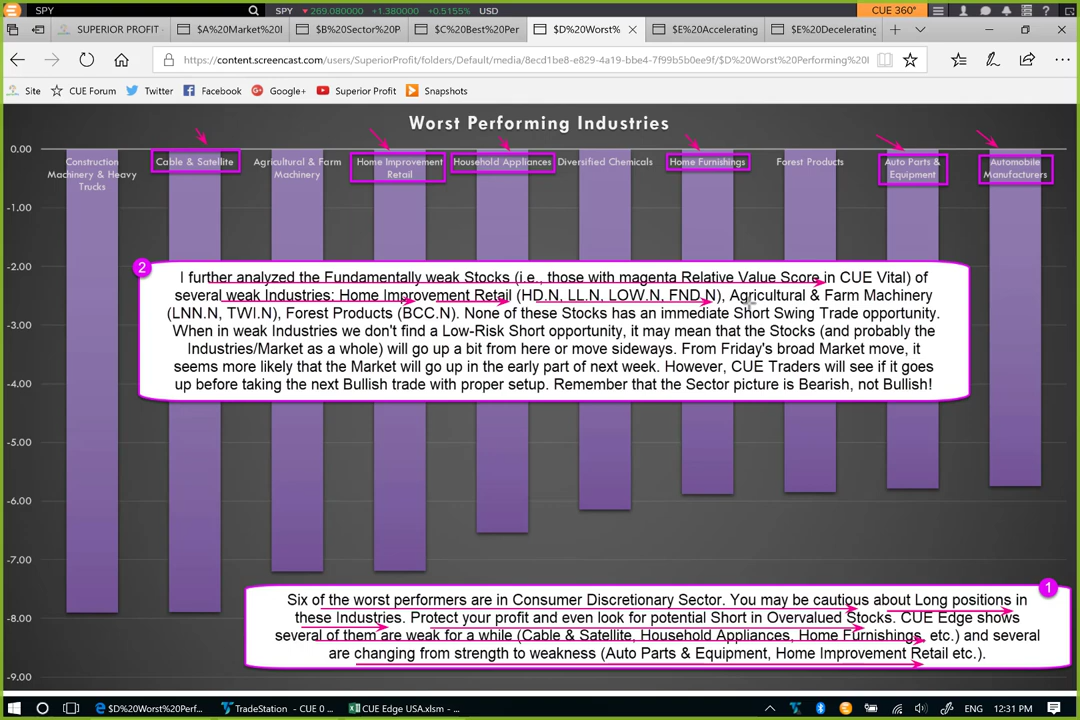 SPY
SPY 269.080000 +1.380000 +0.5155% USD
CUE 360°
SUPERIOR PROFIT
$A%20Market%20I
$B%20Sector%20P
$C%20Best%20Per
$D%20Worst%
$E%20Accelerating
$E%20Decelerating
https://content.screencast.com/users/SuperiorProfit/folders/Default/media/8ecd1be8-e829-4a19-bbe4-7f99b5b0ee9f/$D%20Worst%20Performing%20I
Site
CUE Forum
Twitter
Facebook
Google+
Superior Profit
Snapshots
Worst Performing Industries
0.00
Construction
Machinery & Heavy
Trucks
Cable & Satellite
Agricultural & Farm
Machinery
Home Improvement
Retail
Household Appliances
Diversified Chemicals
Home Furnishings
Forest Products
Auto Parts &
Equipment
Automobile
Manufacturers
-1.00
-2.00
-3.00
-4.00
-5.00
-6.00
-7.00
-8.00
-9.00
2
I further analyzed the Fundamentally weak Stocks (i.e., those with magenta Relative Value Score in CUE Vital) of
several weak Industries: Home Improvement Retail (HD.N, LL.N, LOW.N, FND.N), Agricultural & Farm Machinery
(LNN.N, TWI.N), Forest Products (BCC.N). None of these Stocks has an immediate Short Swing Trade opportunity.
When in weak Industries we don't find a Low-Risk Short opportunity, it may mean that the Stocks (and probably the
Industries/Market as a whole) will go up a bit from here or move sideways. From Friday's broad Market move, it
seems more likely that the Market will go up in the early part of next week. However, CUE Traders will see if it goes
up before taking the next Bullish trade with proper setup. Remember that the Sector picture is Bearish, not Bullish!
1
Six of the worst performers are in Consumer Discretionary Sector. You may be cautious about Long positions in
these Industries. Protect your profit and even look for potential Short in Overvalued Stocks. CUE Edge shows
several of them are weak for a while (Cable & Satellite, Household Appliances, Home Furnishings, etc.) and several
are changing from strength to weakness (Auto Parts & Equipment, Home Improvement Retail etc.).
$D%20Worst%20Perf...
TradeStation - CUE 0 ...
CUE Edge USA.xlsm - ...
ENG
12:31 PM